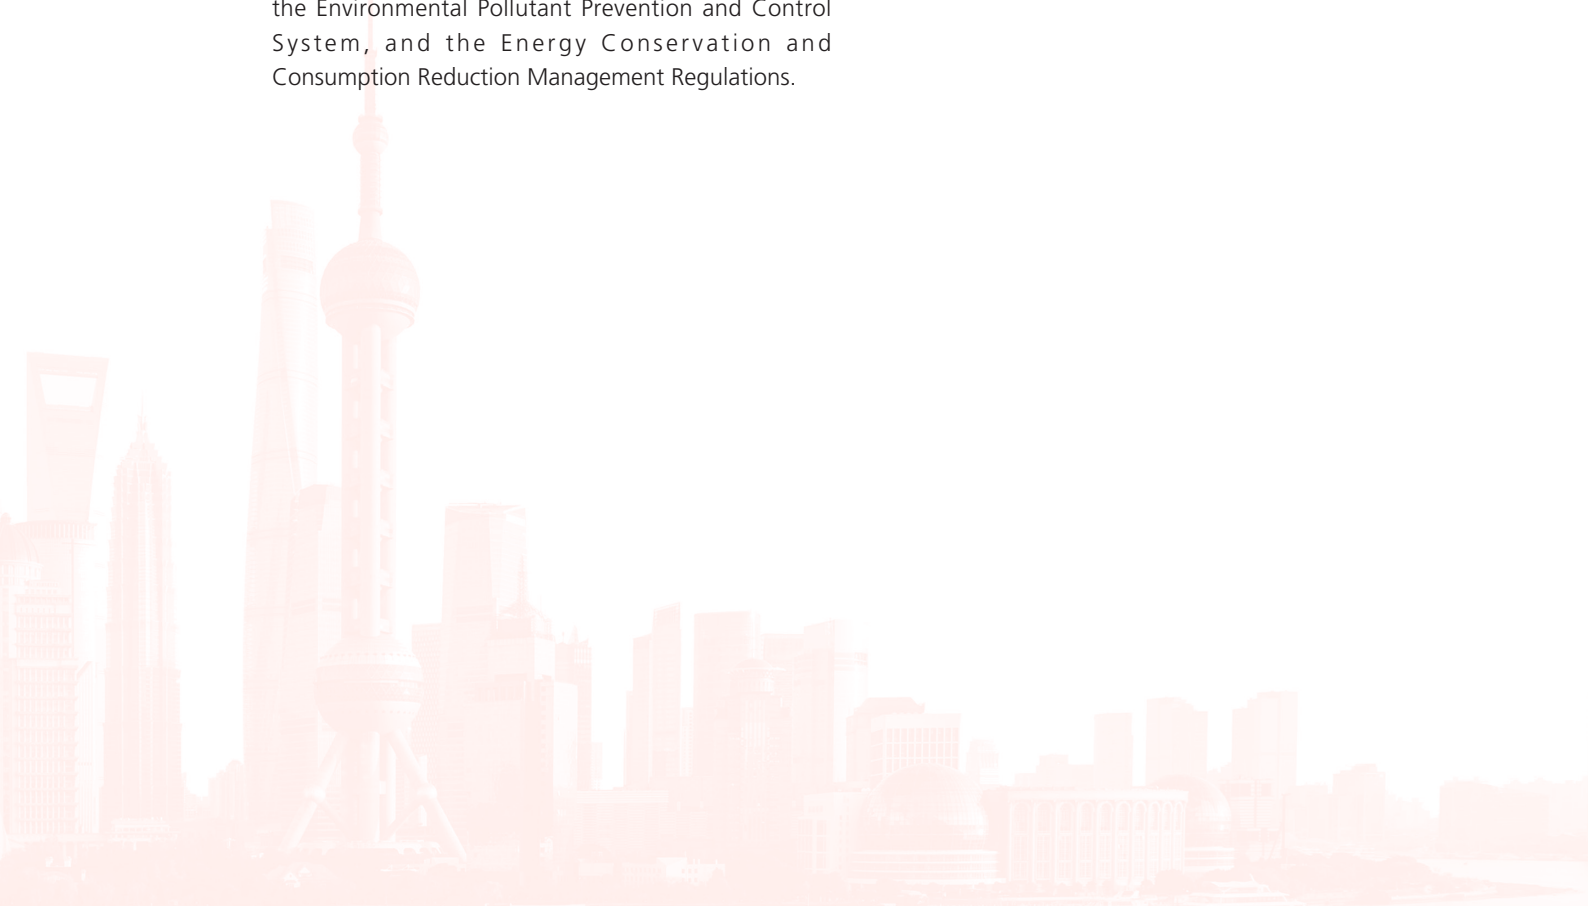 the Environmental Pollutant Prevention and Control
System, and the Energy Conservation and
Consumption Reduction Management Regulations.